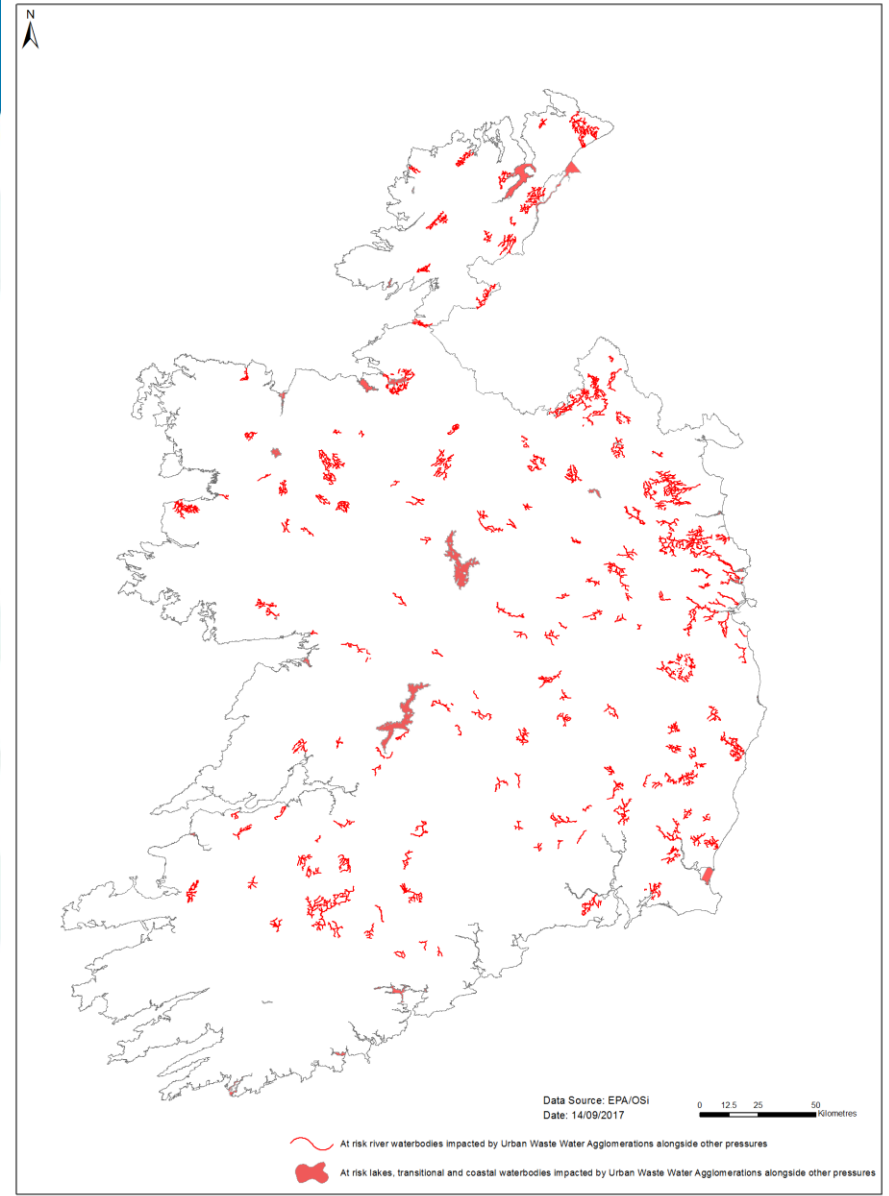 N
Data Source: EPA/OSi
Date: 14/09/2017
0 12.5 25 50
Kilometres
At risk river waterbodies impacted by Urban Waste Water Agglomerations alongside other pressures
At risk lakes, transitional and coastal waterbodies impacted by Urban Waste Water Agglomerations alongside other pressures